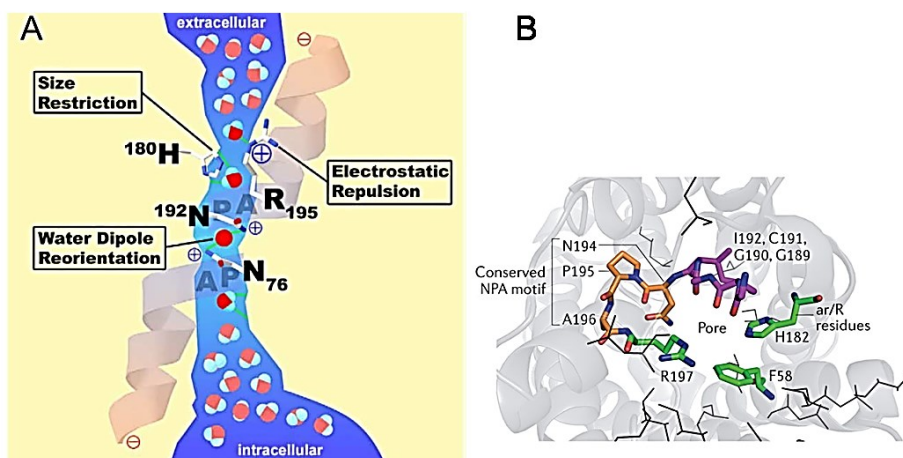 A
extracellular
⊖
Size
Restriction
180H
⊕
Electrostatic
Repulsion
R195
P A
192N
⊕
Water Dipole
Reorientation
⊕
A P
N76
⊖
intracellular
B
N194
I192, C191,
G190, G189
Conserved
NPA motif
P195
ar/R
residues
A196
Pore
H182
R197
F58